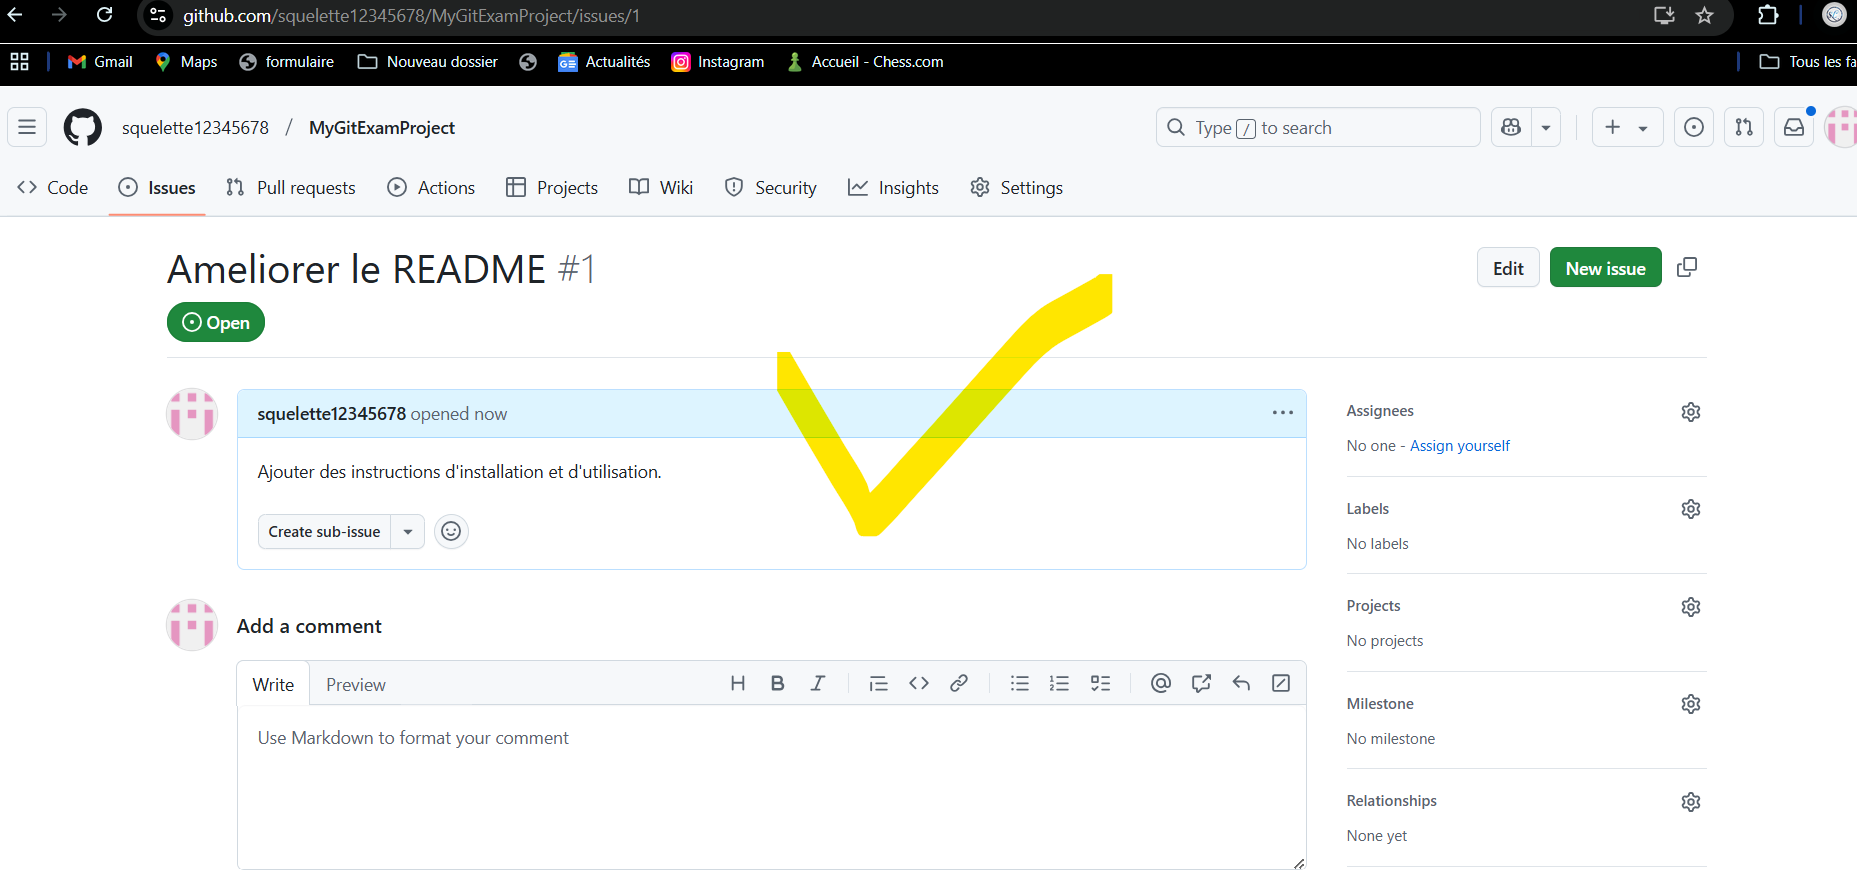 github.com/squelette12345678/MyGitExamProject/issues/1
Gmail Maps formulaire Nouveau dossier Actualités Instagram Accueil - Chess.com Tous les fa
squelette12345678 / MyGitExamProject Type / to search
Code Issues Pull requests Actions Projects Wiki Security Insights Settings
Ameliorer le README #1 Edit New issue
Open
squelette12345678 opened now
Ajouter des instructions d'installation et d'utilisation.
Create sub-issue
Add a comment
Write Preview
Use Markdown to format your comment
Assignees
No one - Assign yourself
Labels
No labels
Projects
No projects
Milestone
No milestone
Relationships
None yet